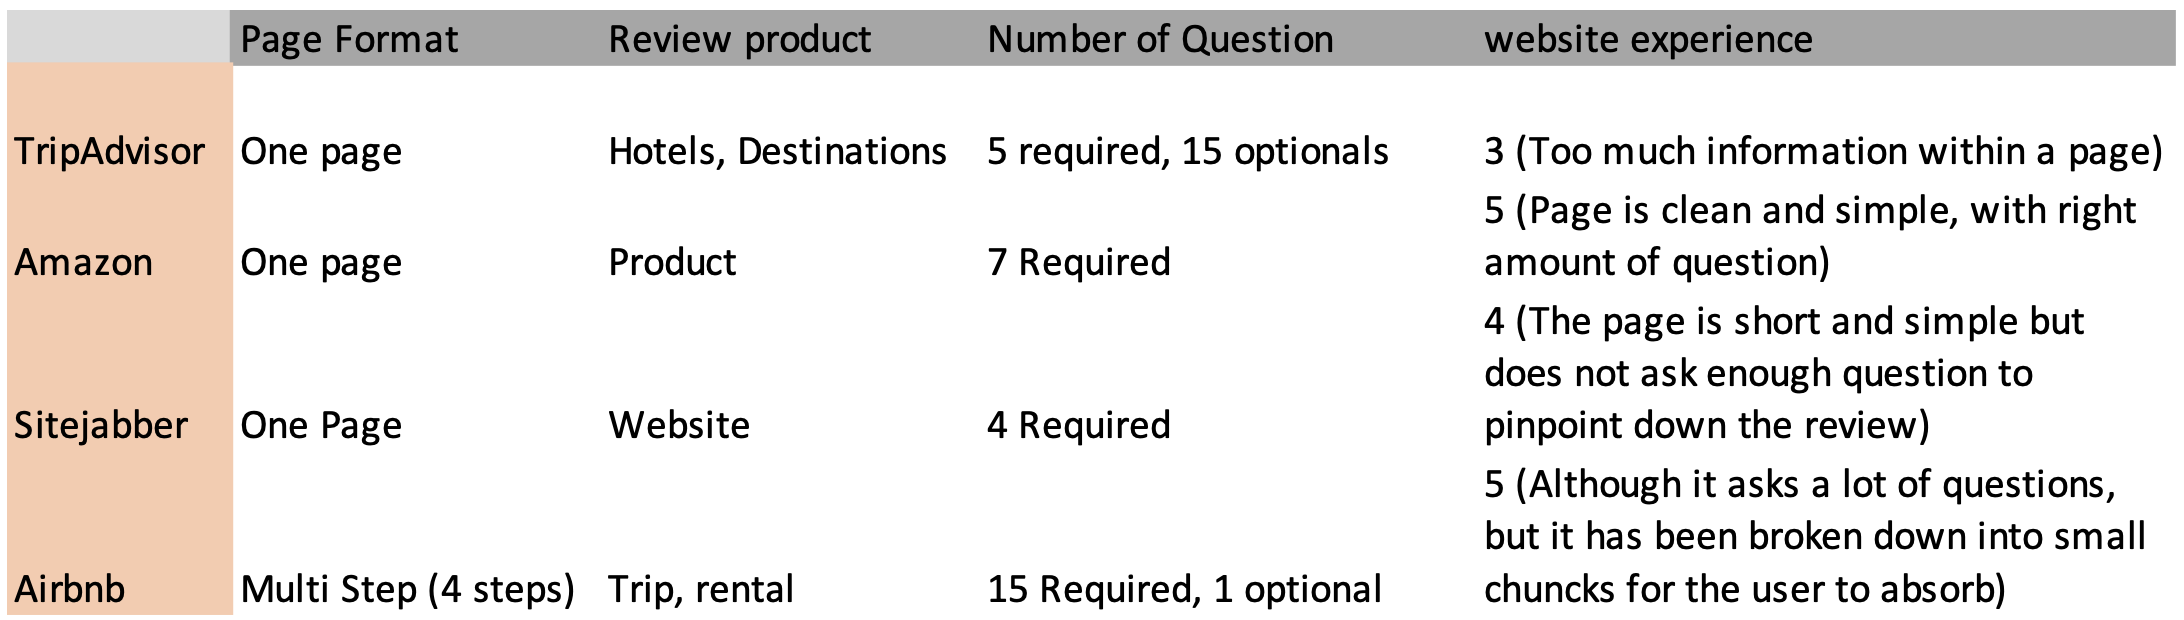 Page Format Review product Number of Question website experience
TripAdvisor One page Hotels, Destinations 5 required, 15 optionals 3 (Too much information within a page)
5 (Page is clean and simple, with right
Amazon One page Product 7 Required amount of question)
4 (The page is short and simple but
does not ask enough question to
Sitejabber One Page Website 4 Required pinpoint down the review)
5 (Although it asks a lot of questions,
but it has been broken down into small
Airbnb Multi Step (4 steps) Trip, rental 15 Required, 1 optional chuncks for the user to absorb)